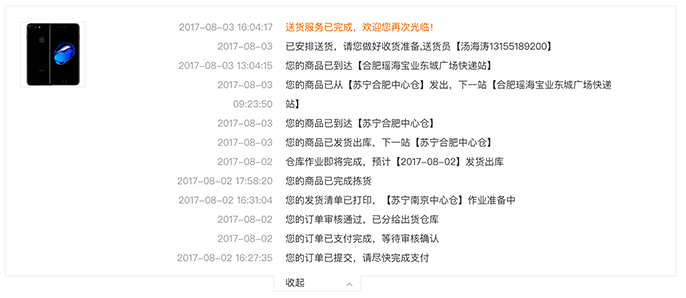 2017-08-03 16:04:17 送货服务已完成，欢迎您再次光临！
2017-08-03 已安排送货，请您做好收货准备,送货员【汤海涛13155189200】
2017-08-03 13:04:15 您的商品已到达【合肥瑶海宝业东城广场快递站】
2017-08-03 您的商品已从【苏宁合肥中心仓】发出，下一站【合肥瑶海宝业东城广场快递
09:23:50 站】
2017-08-03 您的商品已到达【苏宁合肥中心仓】
2017-08-03 您的商品已发货出库，下一站【苏宁合肥中心仓】
2017-08-02 仓库作业即将完成，预计【2017-08-02】发货出库
2017-08-02 17:58:20 您的商品已完成拣货
2017-08-02 16:31:04 您的发货清单已打印，【苏宁南京中心仓】作业准备中
2017-08-02 您的订单审核通过，已分给出货仓库
2017-08-02 您的订单已支付完成，等待审核确认
2017-08-02 16:27:35 您的订单已提交，请尽快完成支付
收起